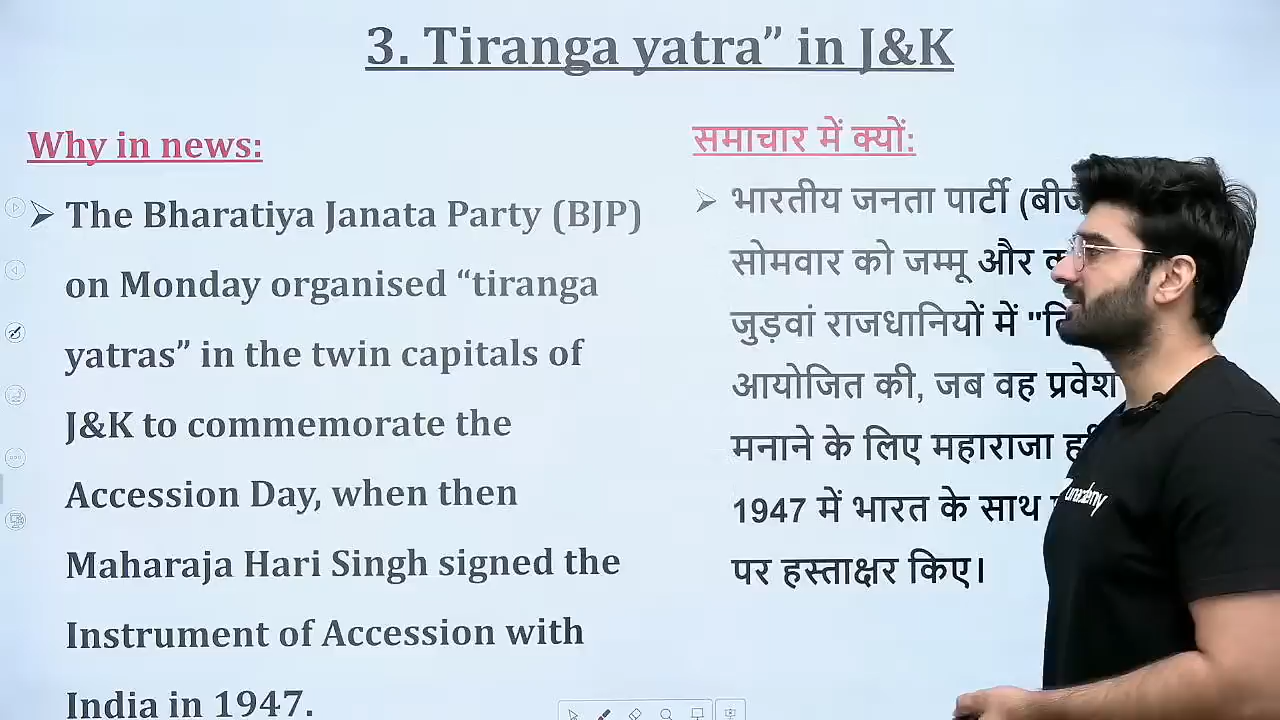 3. Tiranga yatra” in J&K
Why in news:
➢ The Bharatiya Janata Party (BJP)
on Monday organised “tiranga
yatras” in the twin capitals of
J&K to commemorate the
Accession Day, when then
Maharaja Hari Singh signed the
Instrument of Accession with
India in 1947.
समाचार में क्यों:
➢ भारतीय जनता पार्टी (बीज
सोमवार को जम्मू और क
जुड़वां राजधानियों में "ति
आयोजित की, जब वह प्रवेश
मनाने के लिए महाराजा हरि
1947 में भारत के साथ
पर हस्ताक्षर किए।
unacademy